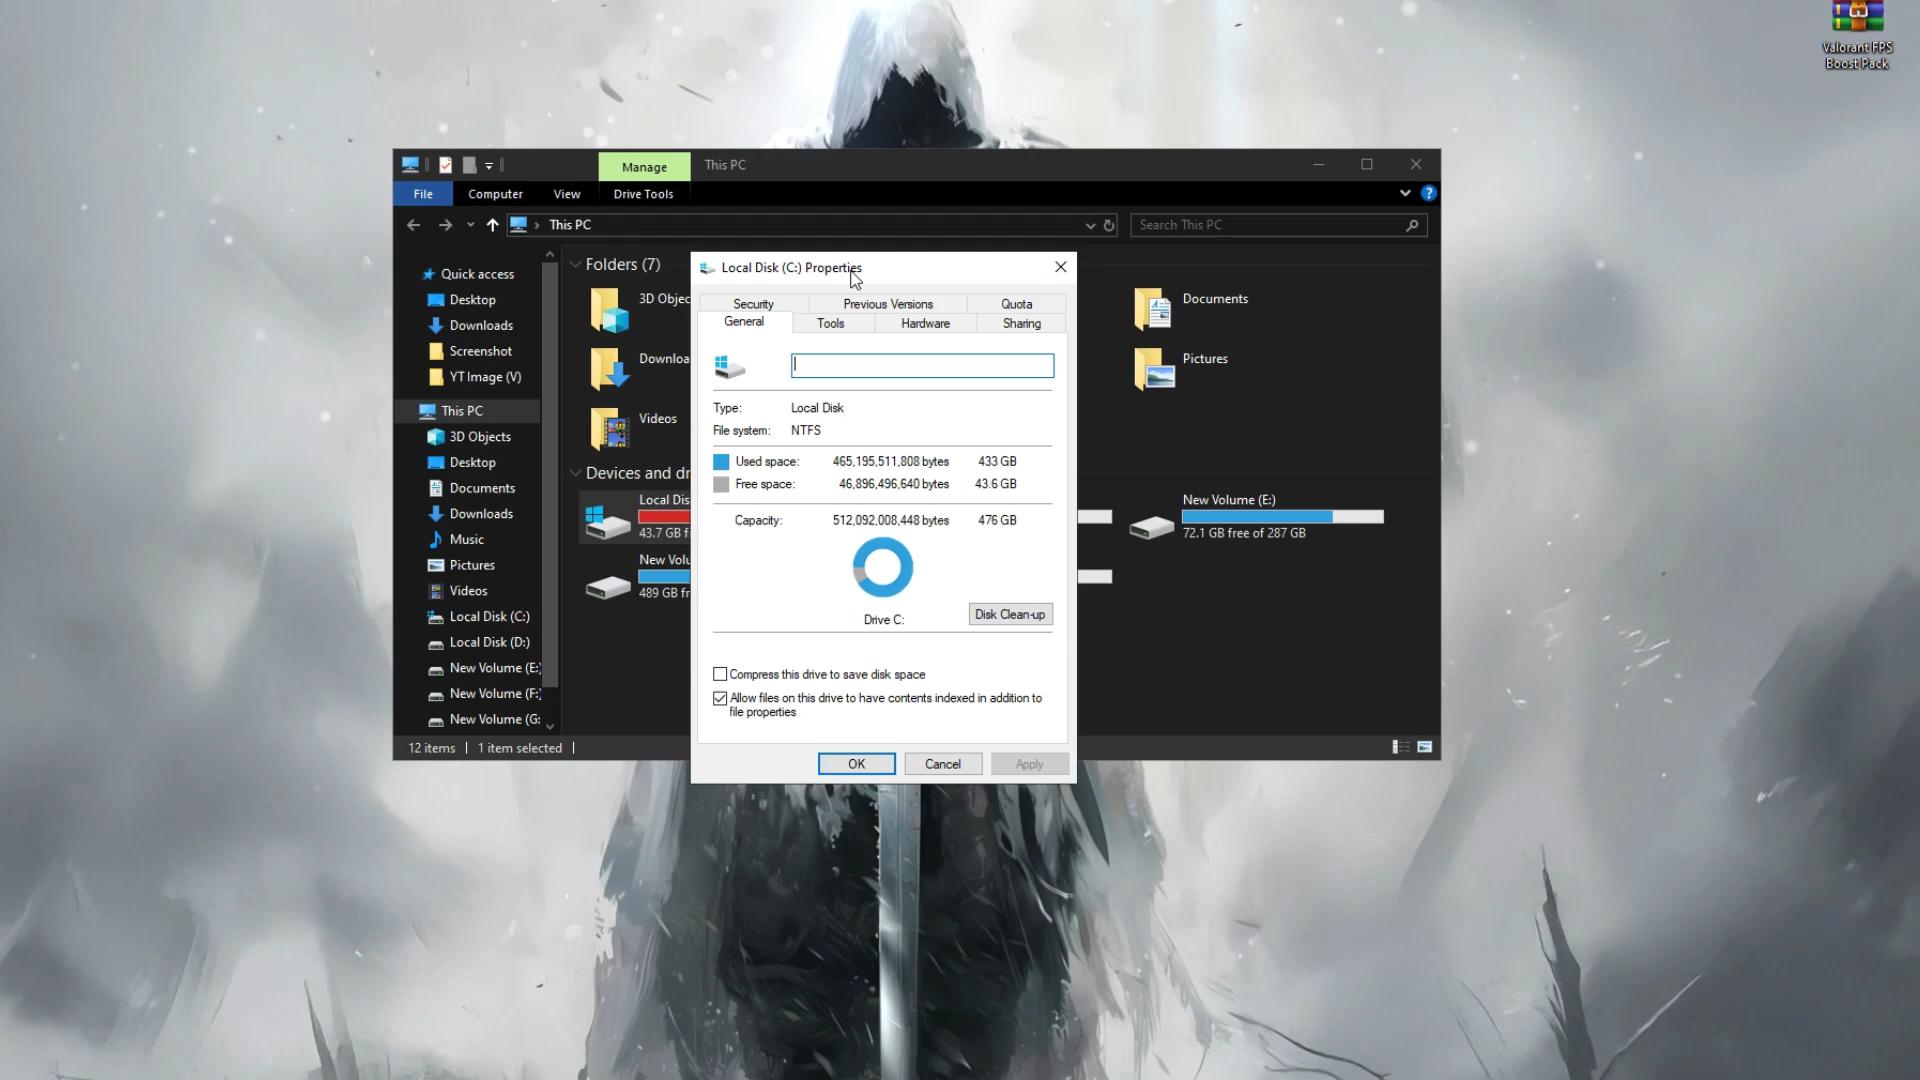 Valorant FPS
Boost Pack
Manage
This PC
File
Computer
View
Drive Tools
This PC
Search This PC
Quick access
Desktop
Downloads
Screenshot
YT Image (V)
This PC
3D Objects
Desktop
Documents
Downloads
Music
Pictures
Videos
Local Disk (C:)
Local Disk (D:)
New Volume (E:)
New Volume (F:)
New Volume (G:
Folders (7)
3D Objec
Downloa
Videos
Documents
Pictures
Devices and dr
Local Dis
43.7 GB f
New Volu
489 GB fr
New Volume (E:)
72.1 GB free of 287 GB
12 items
1 item selected
Local Disk (C:) Properties
Security
Previous Versions
Quota
General
Tools
Hardware
Sharing
Type: Local Disk
File system: NTFS
Used space: 465,195,511,808 bytes 433 GB
Free space: 46,896,496,640 bytes 43.6 GB
Capacity: 512,092,008,448 bytes 476 GB
Drive C:
Disk Clean-up
Compress this drive to save disk space
Allow files on this drive to have contents indexed in addition to
file properties
OK
Cancel
Apply